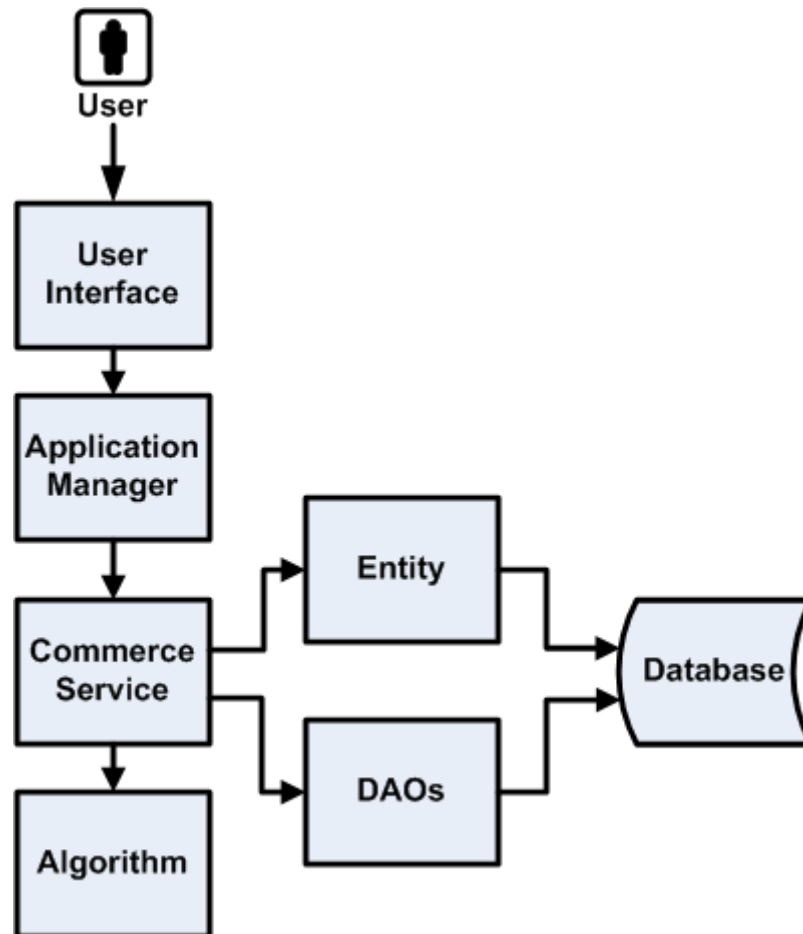 User
User
Interface
Application
Manager
Commerce
Service
Algorithm
Entity
DAOs
Database